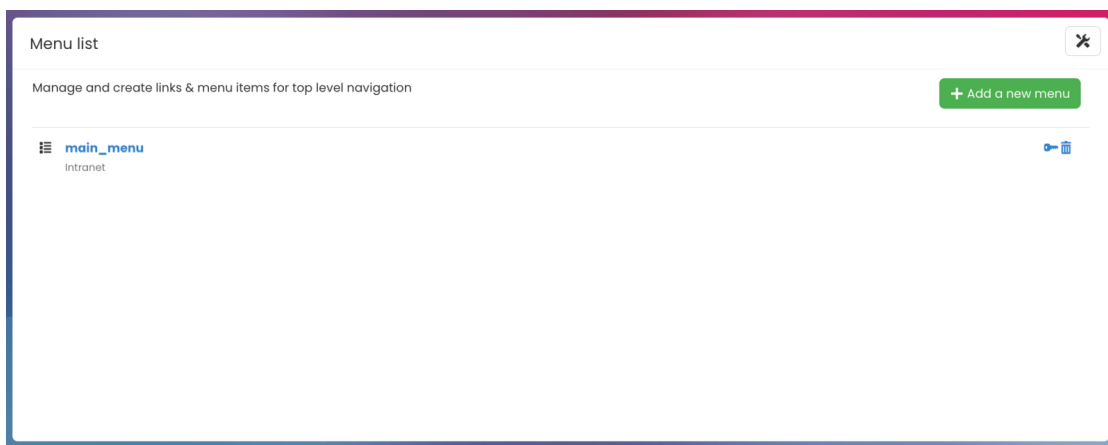 Menu list
Manage and create links & menu items for top level navigation
Add a new menu
main_menu
Intranet